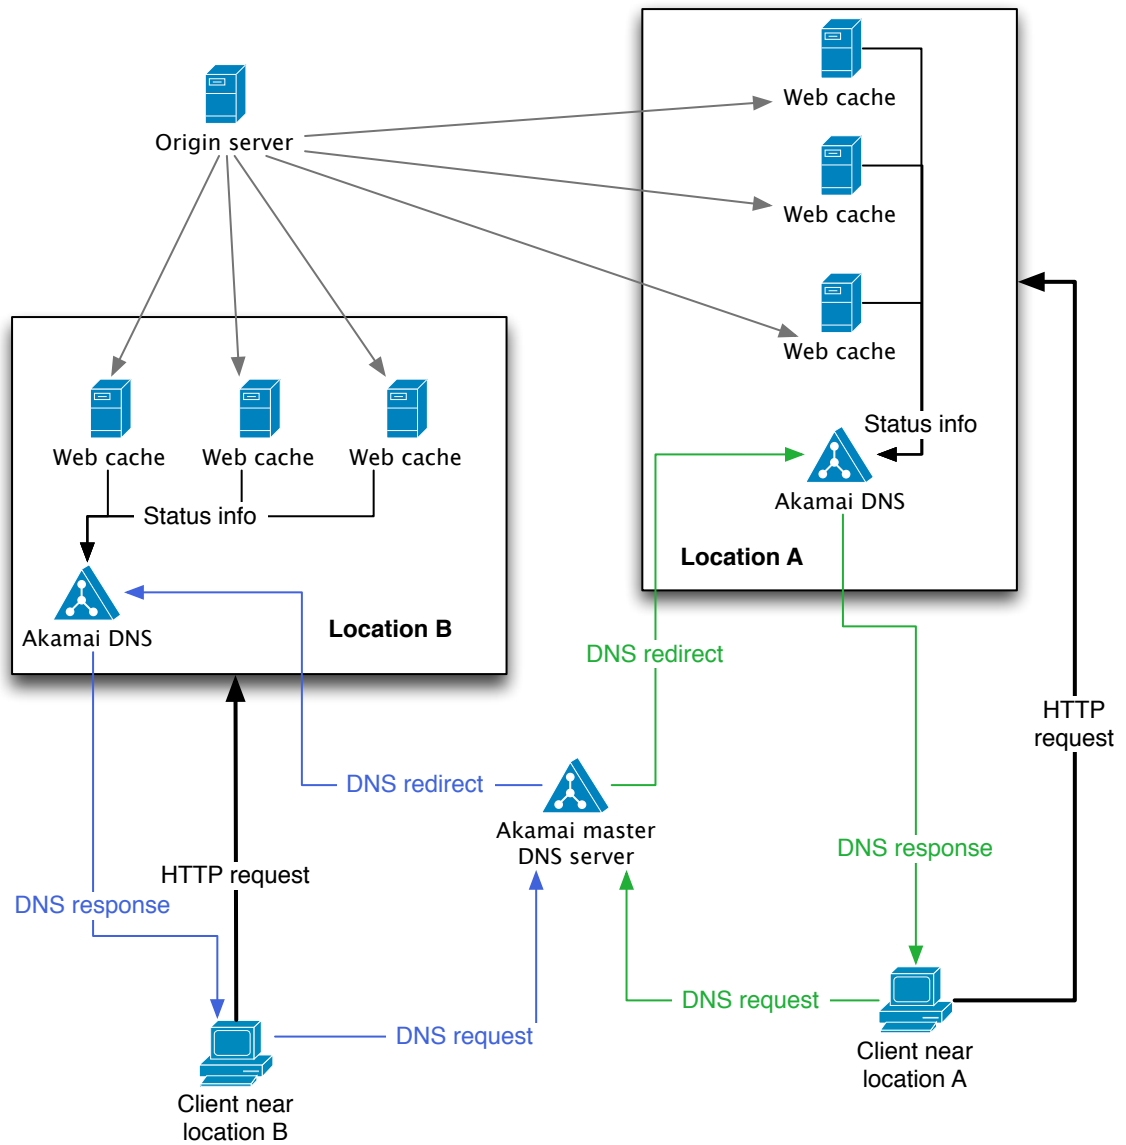 Web cache
Origin server
Web cache
Web cache
Status info
Akamai DNS
Location A
Web cache
Web cache
Web cache
Status info
Akamai DNS
Location B
DNS redirect
HTTP
request
DNS redirect
Akamai master
DNS server
DNS response
HTTP request
DNS response
DNS request
DNS request
Client near
location A
Client near
location B